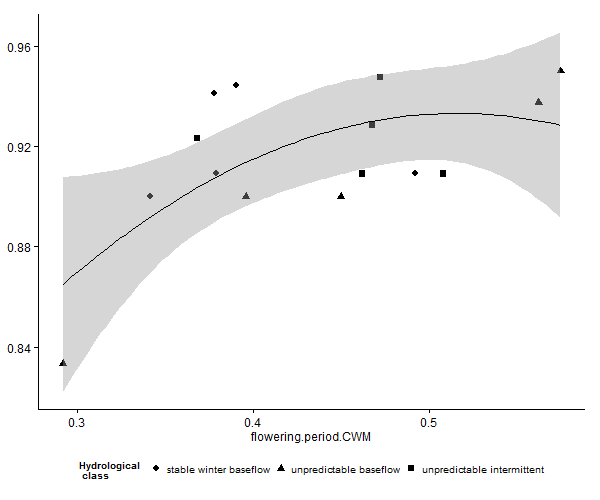 0.96
0.92
0.88
0.84
0.3 0.4 0.5
flowering.period.CWM
Hydrological class stable winter baseflow unpredictable baseflow unpredictable intermittent